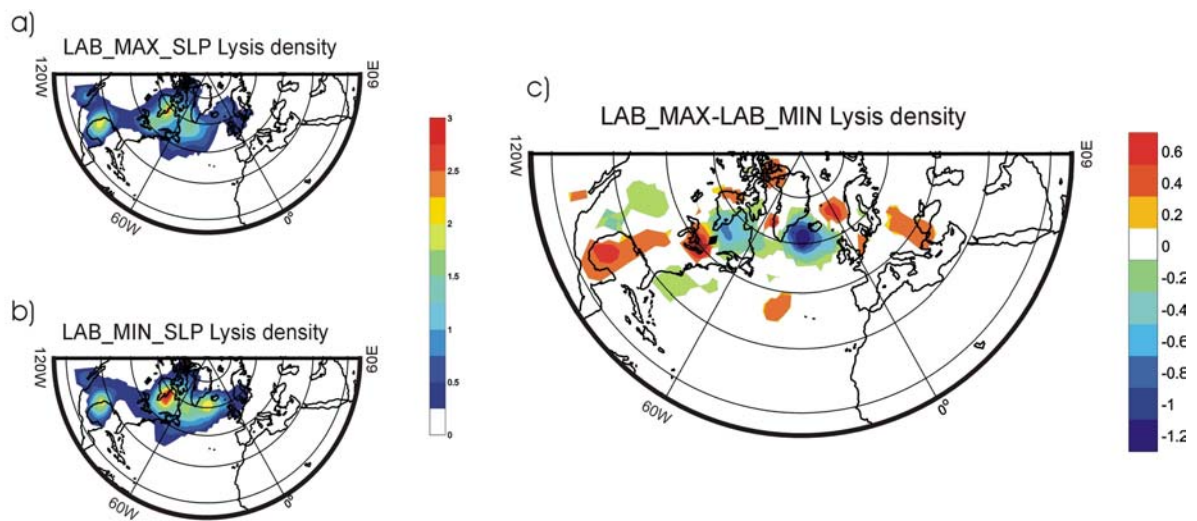 a)
LAB_MAX_SLP Lysis density
120W
60E
60W
0°
b)
LAB_MIN_SLP Lysis density
120W
60E
60W
0°
3
2.5
2
1.5
1
0.5
0
c)
LAB_MAX-LAB_MIN Lysis density
120W
60E
60W
0°
0.6
0.4
0.2
0
-0.2
-0.4
-0.6
-0.8
-1
-1.2